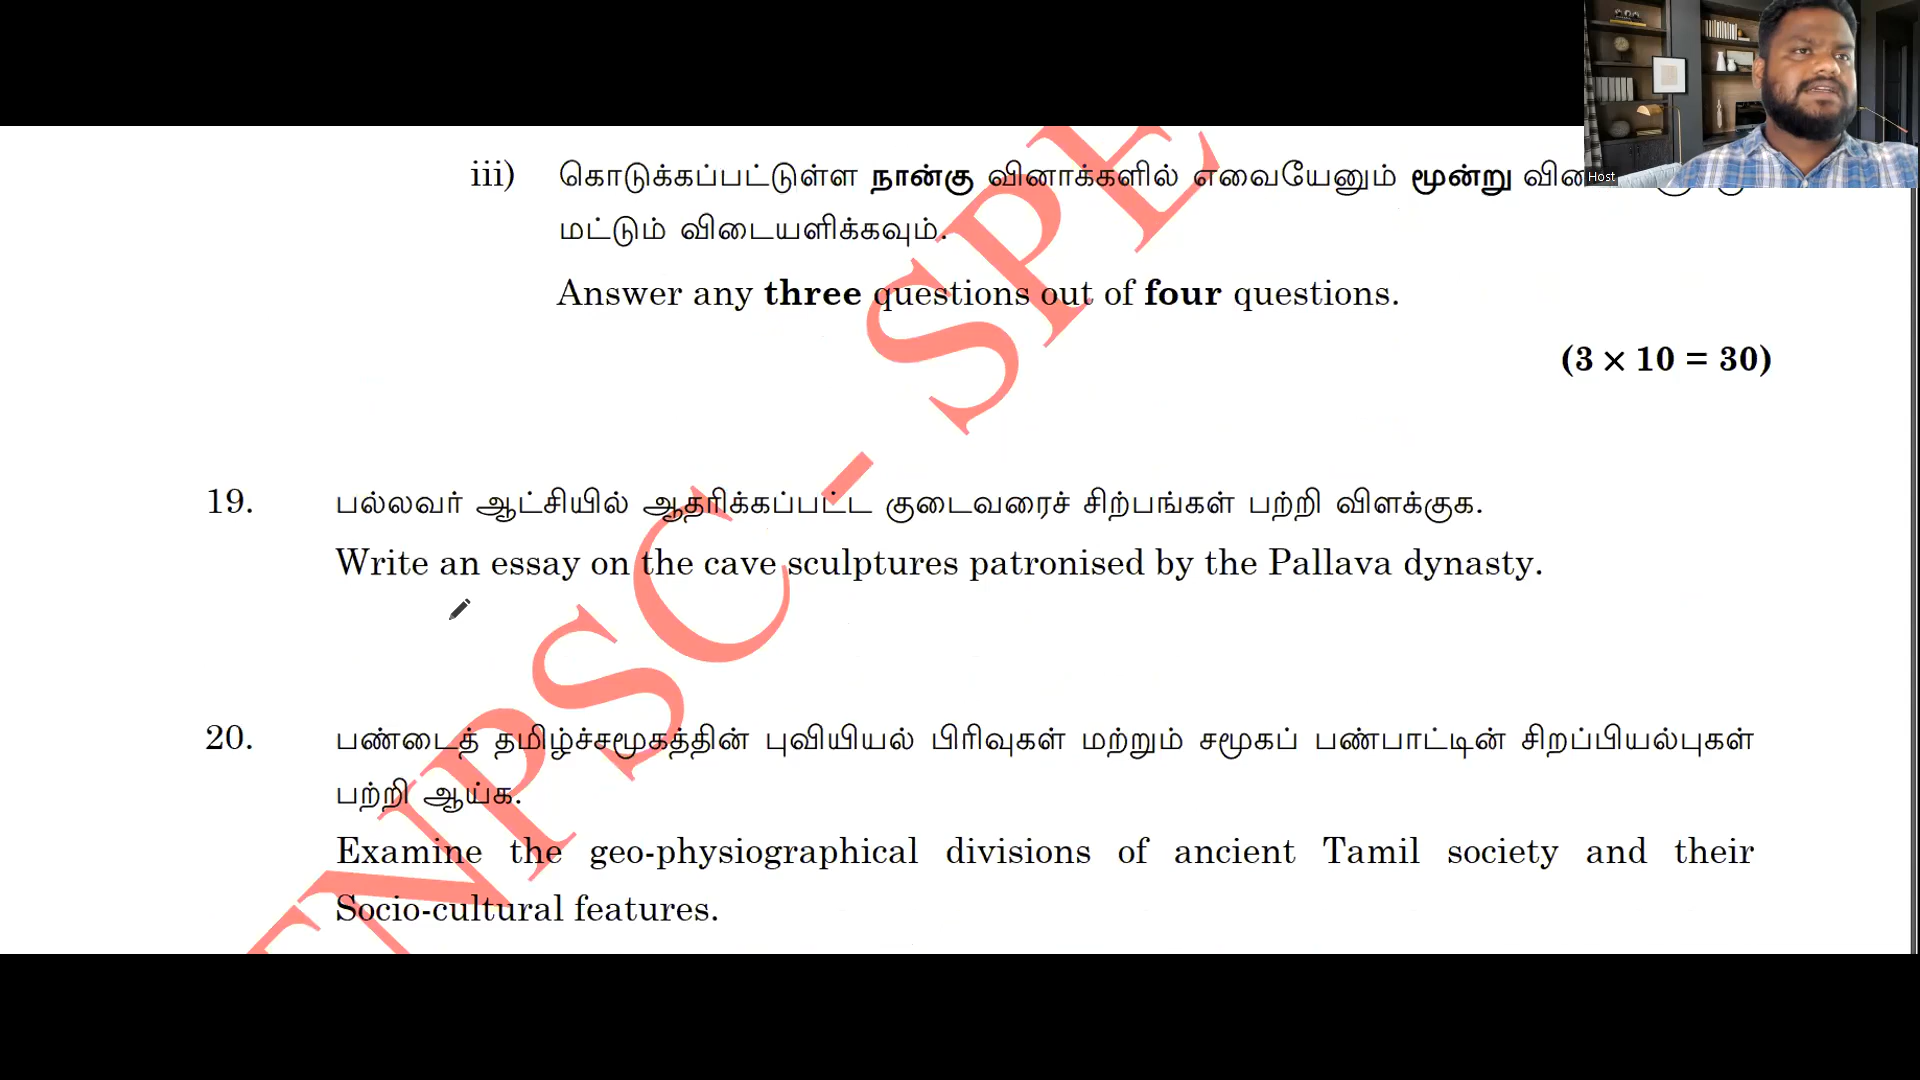 iii) கொடுக்கப்பட்டுள்ள நான்கு வினாக்களில் எவையேனும் மூன்று
மட்டும் விடையளிக்கவும்.
Answer any three questions out of four questions.
(3 × 10 = 30)
19. பல்லவர் ஆட்சியில் ஆதரிக்கப்பட்ட குடைவரைச் சிற்பங்கள் பற்றி விளக்குக.
Write an essay on the cave sculptures patronised by the Pallava dynasty.
20. பண்டைத் தமிழ்ச்சமூகத்தின் புவியியல் பிரிவுகள் மற்றும் சமூகப் பண்பாட்டின் சிறப்பியல்புகள்
பற்றி ஆய்க.
Examine the geo-physiographical divisions of ancient Tamil society and their
Socio-cultural features.
TNPSC - SPE
Host